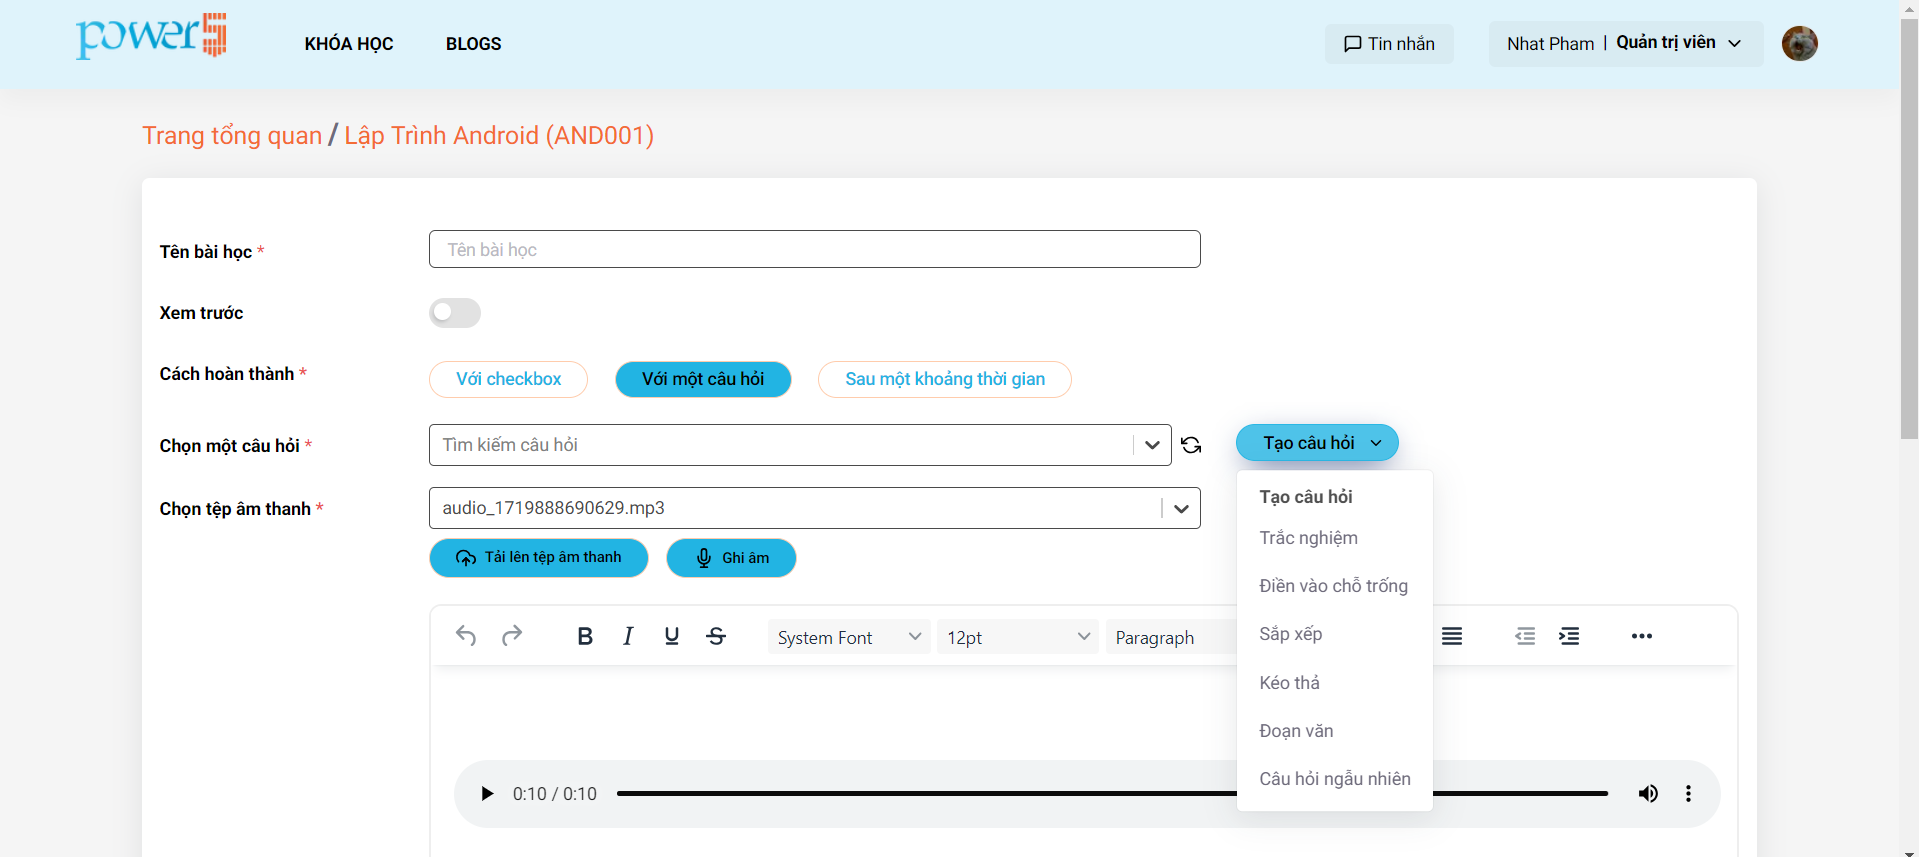 power5
KHÓA HỌC
BLOGS
Tin nhắn
Nhat Pham | Quản trị viên
Trang tổng quan / Lập Trình Android (AND001)
Tên bài học *
Tên bài học
Xem trước
Cách hoàn thành *
Với checkbox
Với một câu hỏi
Sau một khoảng thời gian
Chọn một câu hỏi *
Tìm kiếm câu hỏi
Tạo câu hỏi
Chọn tệp âm thanh *
audio_1719888690629.mp3
Tải lên tệp âm thanh
Ghi âm
Tạo câu hỏi
Trắc nghiệm
Điền vào chỗ trống
Sắp xếp
Kéo thả
Đoạn văn
Câu hỏi ngẫu nhiên
B I U S
System Font
12pt
Paragraph
0:10 / 0:10